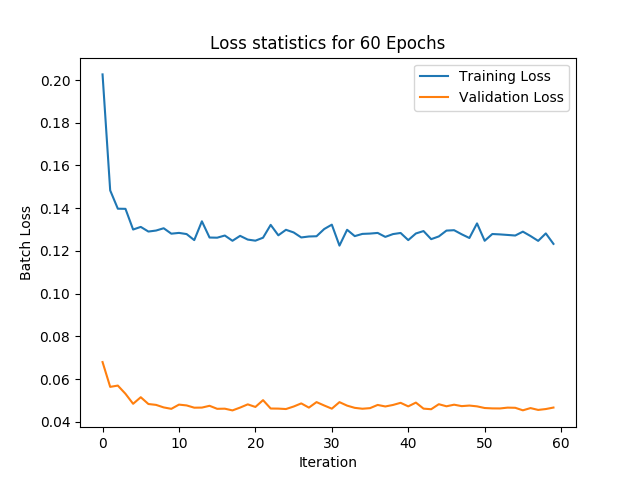 Loss statistics for 60 Epochs
Training Loss
Validation Loss
Batch Loss
0.20
0.18
0.16
0.14
0.12
0.10
0.08
0.06
0.04
0 10 20 30 40 50 60
Iteration